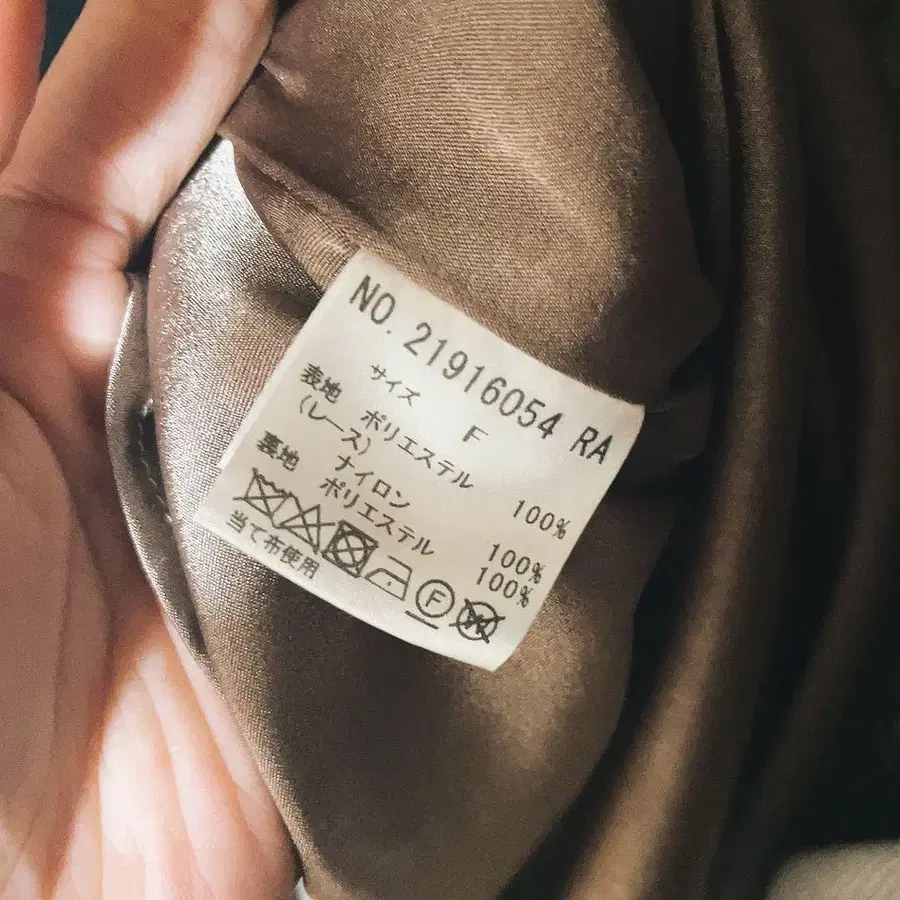 NO. 21916054 RA
サイズ F
表地 ポリエステル 100%
(レース) ナイロン 100%
裏地 ポリエステル 100%
F W
当て布使用